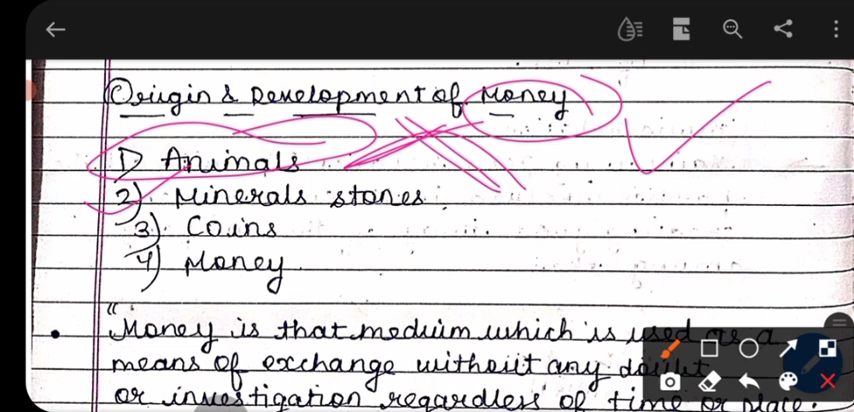 Origin & Development of Money
1) Animals
2) Minerals stones
3) Coins
4) Money
"Money is that medium which is used as a
means of exchange without any doubt
or investigation regardless of time or place.